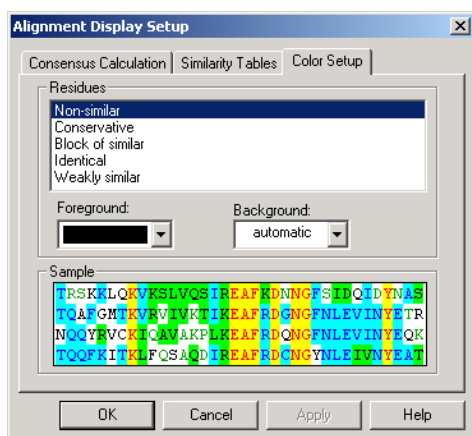 Alignment Display Setup
Consensus Calculation Similarity Tables Color Setup
Residues
Non-similar
Conservative
Block of similar
Identical
Weakly similar
Foreground: Background:
automatic
Sample
TRSKKLQKVKSLVQSIREAFKDNNGFSIDQIDYNAS
TQAFGMTKVRVIVKTIKEAFRDGNGFNLEVINYETR
NQQYRVCKIQAVAKPLKEAFRDQNGFNLEVINYEQK
TQQFKITKLFQSAQDIREAFRDCNGYNLEIVNYEAT
OK Cancel Apply Help